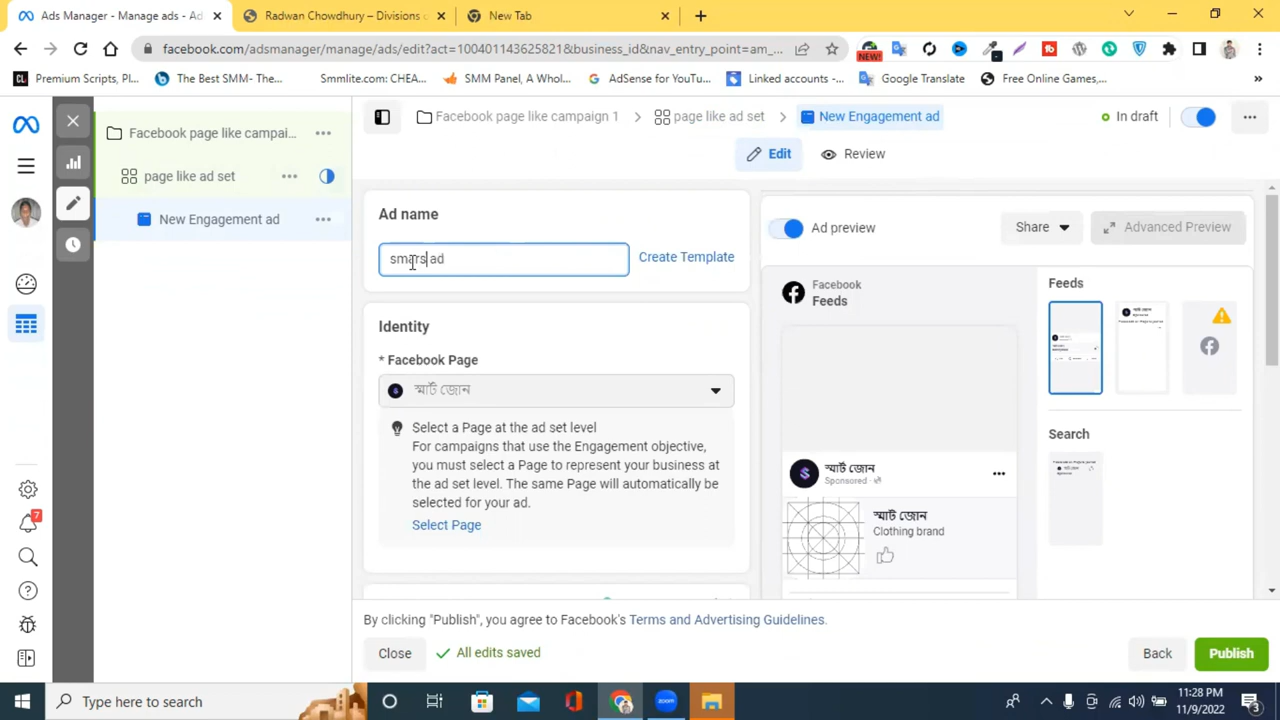 Ads Manager - Manage ads - Ad
Radwan Chowdhury – Divisions o
New Tab
facebook.com/adsmanager/manage/ads/edit?act=100401143625821&business_id&nav_entry_point=am_...
Premium Scripts, Pl...
The Best SMM- The...
Smmlite.com: CHEA...
SMM Panel, A Whol...
AdSense for YouTu...
Linked accounts -...
Google Translate
Free Online Games,...
»
Facebook page like campai...
page like ad set
New Engagement ad
Facebook page like campaign 1
page like ad set
New Engagement ad
In draft
Edit
Review
Ad name
smars ad
Create Template
Identity
* Facebook Page
স্মার্ট জোন
Select a Page at the ad set level
For campaigns that use the Engagement objective,
you must select a Page to represent your business at
the ad set level. The same Page will automatically be
selected for your ad.
Select Page
Ad preview
Share
Advanced Preview
Facebook
Feeds
স্মার্ট জোন
Sponsored ·
স্মার্ট জোন
Clothing brand
Feeds
Search
By clicking "Publish", you agree to Facebook's Terms and Advertising Guidelines.
Close
All edits saved
Back
Publish
7
Type here to search
11:28 PM
11/9/2022
3